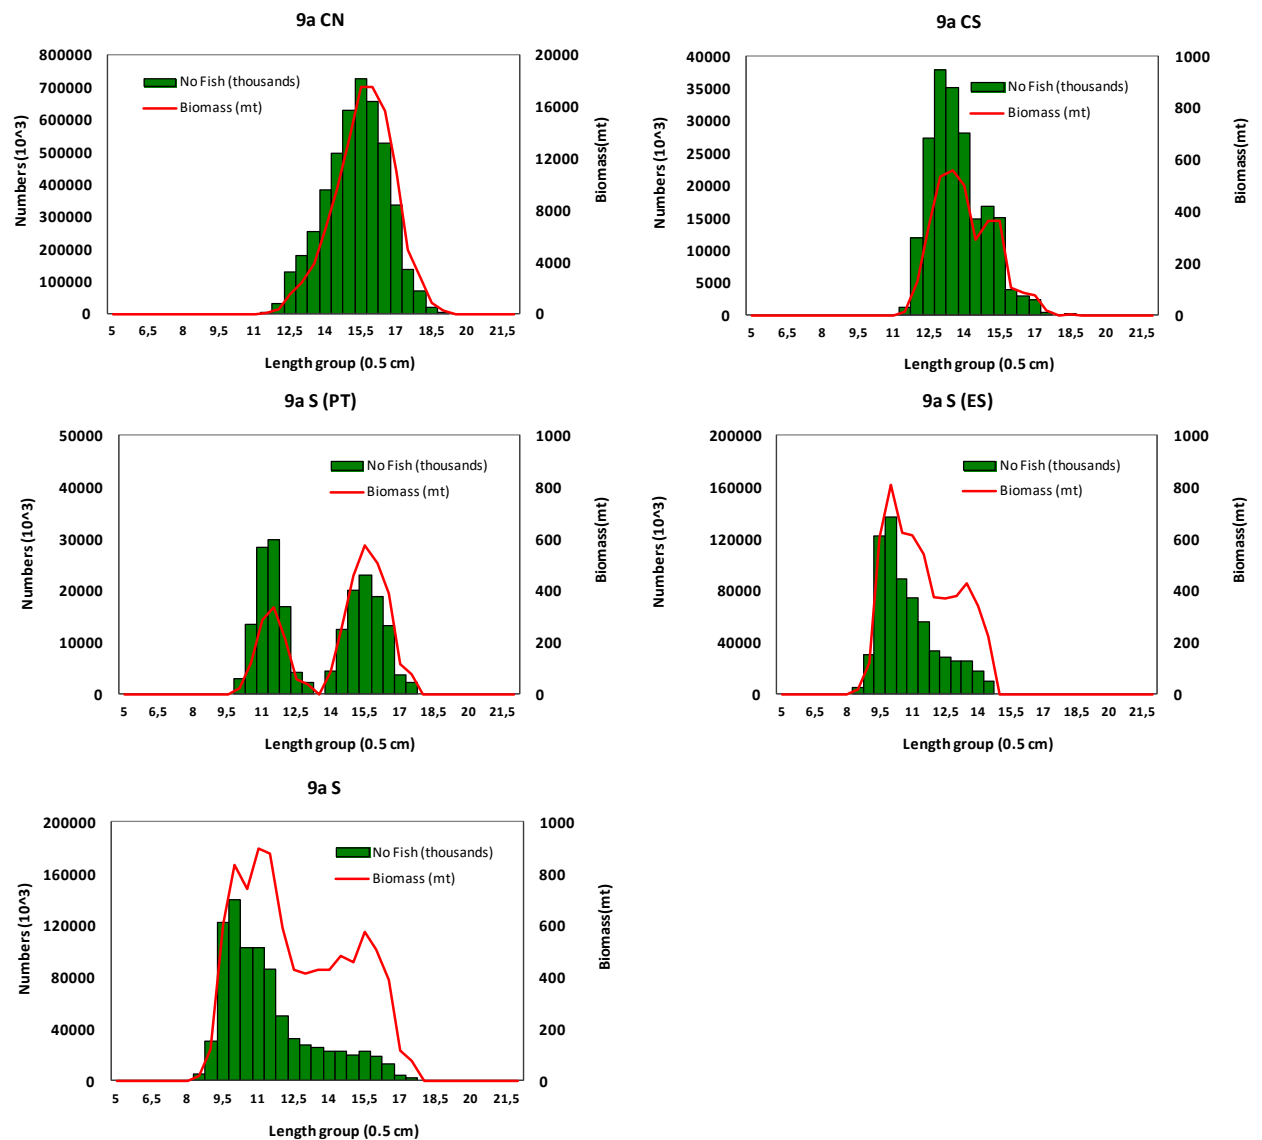 9a CN
800000
700000
600000
500000
400000
300000
200000
100000
0
Numbers (10^3)
No Fish (thousands)
Biomass (mt)
20000
16000
12000
8000
4000
0
Biomass(mt)
5 6,5 8 9,5 11 12,5 14 15,5 17 18,5 20 21,5
Length group (0.5 cm)
9a CS
40000
35000
30000
25000
20000
15000
10000
5000
0
Numbers (10^3)
No Fish (thousands)
Biomass (mt)
1000
800
600
400
200
0
Biomass(mt)
5 6,5 8 9,5 11 12,5 14 15,5 17 18,5 20 21,5
Length group (0.5 cm)
9a S (PT)
50000
40000
30000
20000
10000
0
Numbers (10^3)
No Fish (thousands)
Biomass (mt)
1000
800
600
400
200
0
Biomass(mt)
5 6,5 8 9,5 11 12,5 14 15,5 17 18,5 20 21,5
Length group (0.5 cm)
9a S (ES)
200000
160000
120000
80000
40000
0
Numbers (10^3)
No Fish (thousands)
Biomass (mt)
1000
800
600
400
200
0
Biomass(mt)
5 6,5 8 9,5 11 12,5 14 15,5 17 18,5 20 21,5
Length group (0.5 cm)
9a S
200000
160000
120000
80000
40000
0
Numbers (10^3)
No Fish (thousands)
Biomass (mt)
1000
800
600
400
200
0
Biomass(mt)
5 6,5 8 9,5 11 12,5 14 15,5 17 18,5 20 21,5
Length group (0.5 cm)